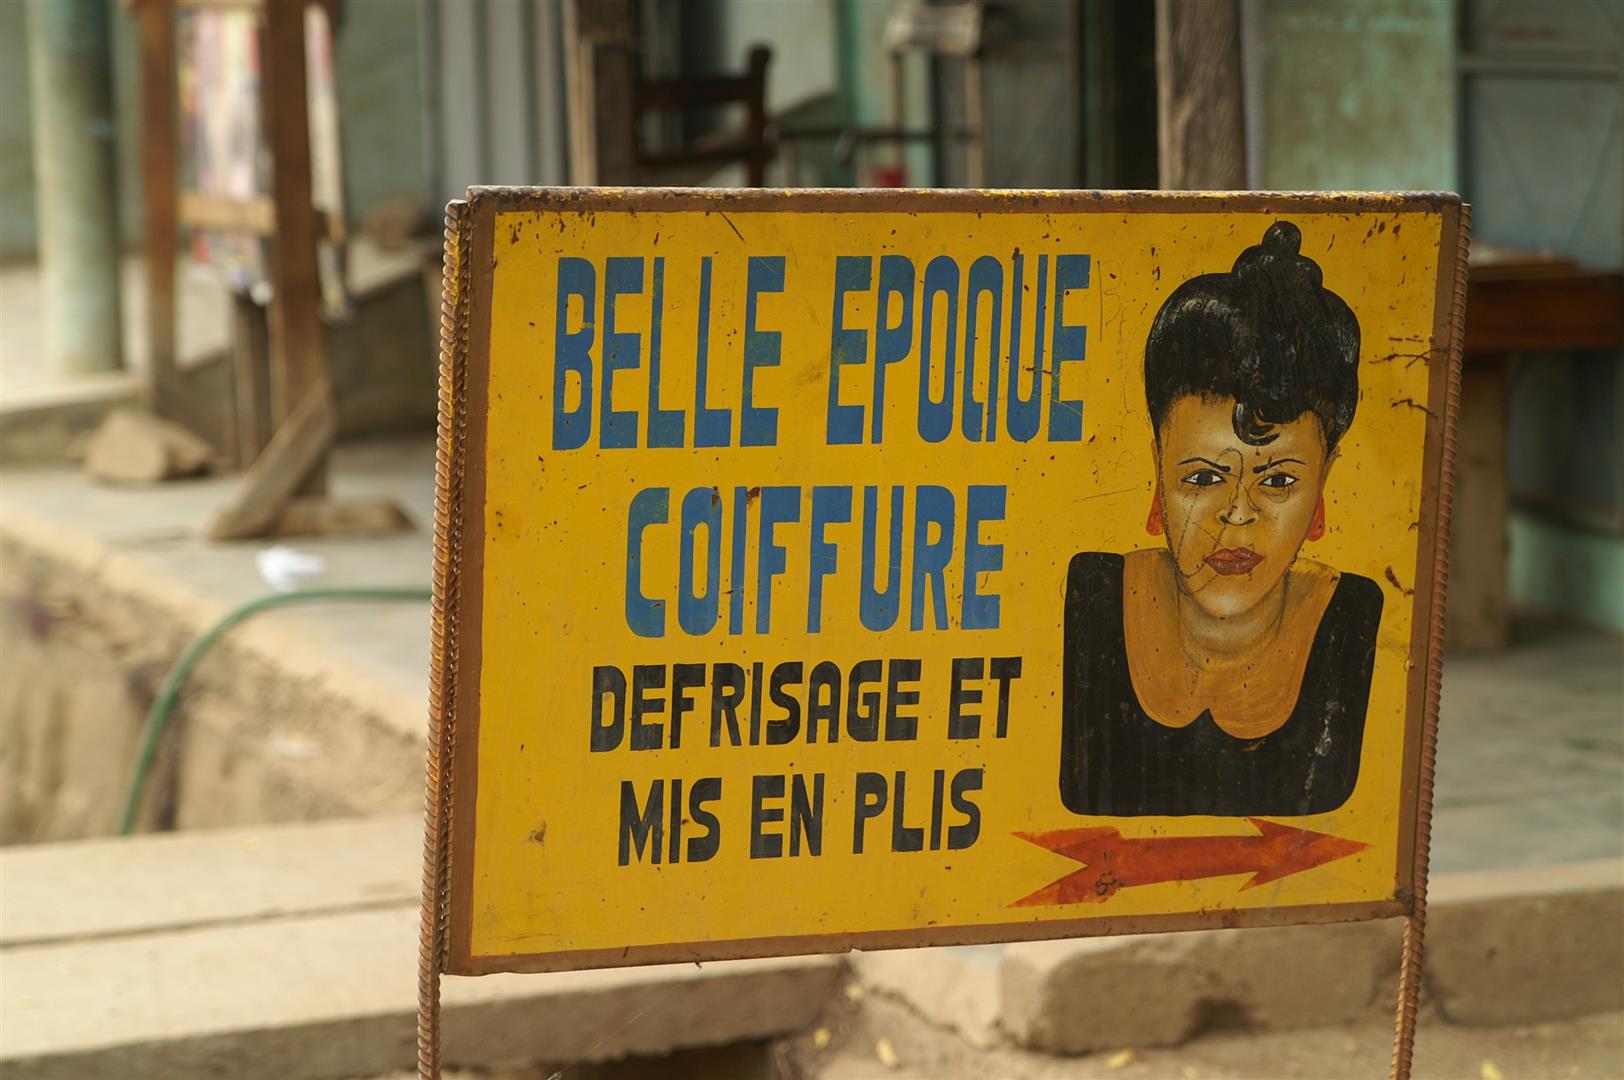 BELLE EPOQUE
COIFFURE
DEFRISAGE ET
MIS EN PLIS